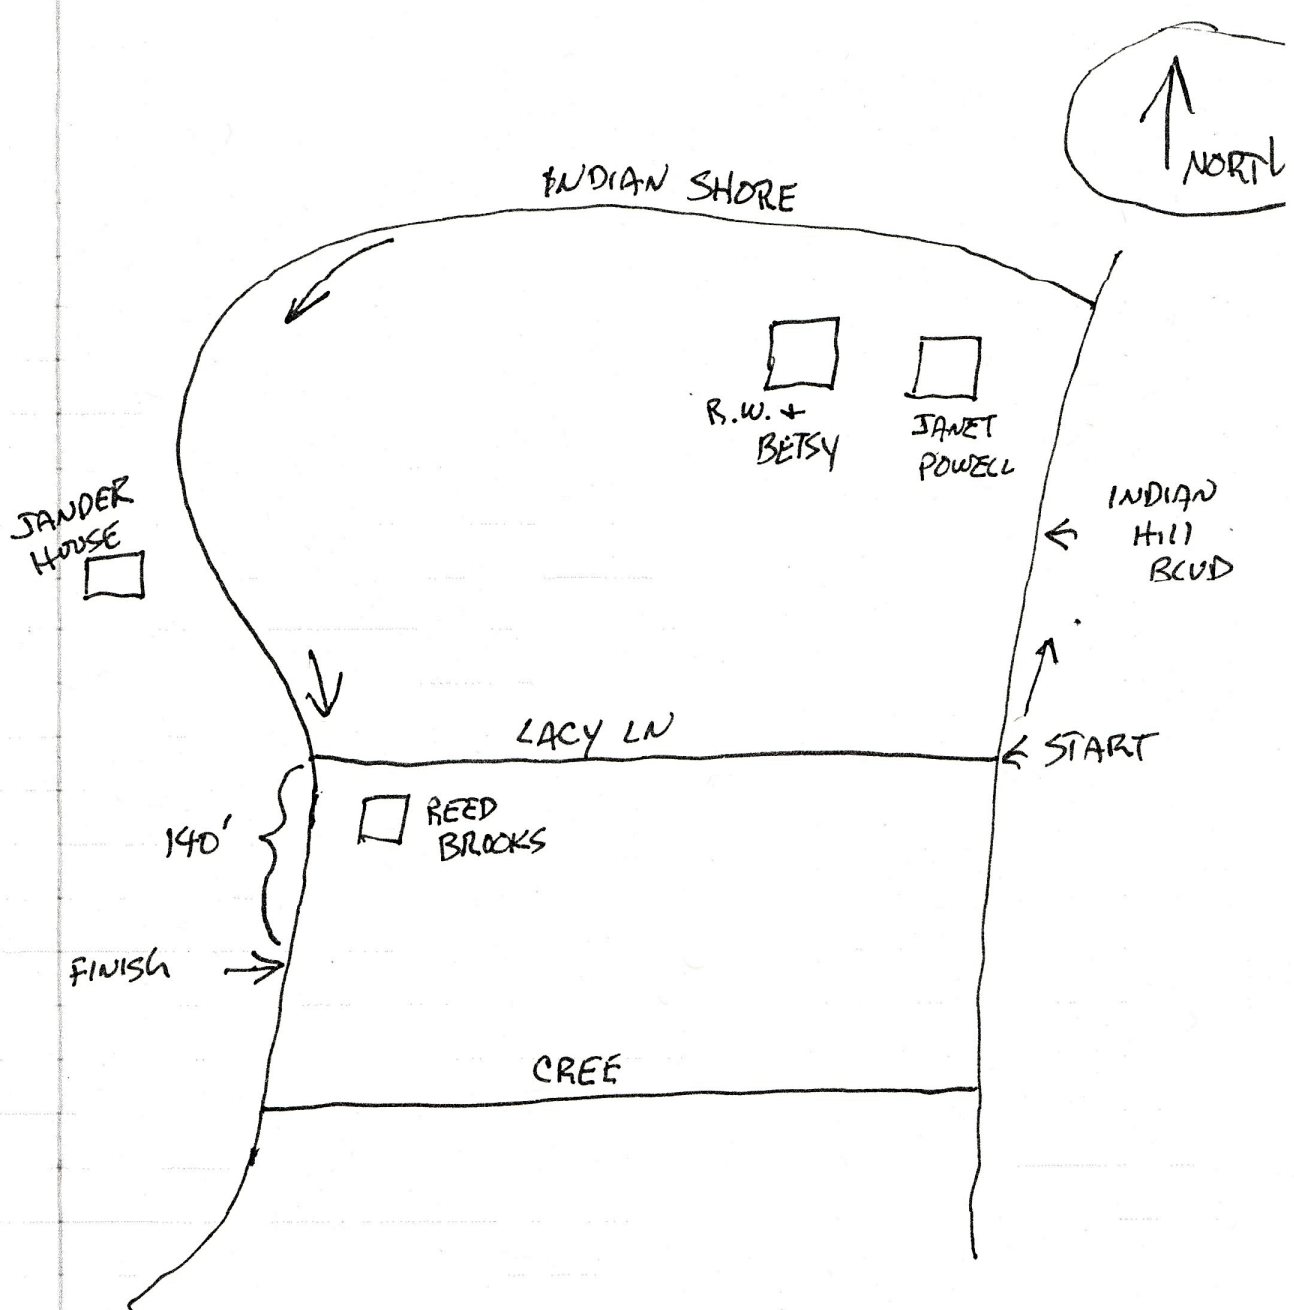 INDIAN SHORE
NORTH
R.W. +
BETSY
JANET
POWELL
JANDER
HOUSE
INDIAN
Hill
BLVD
LACY LN
START
REED
BROOKS
140'
FINISH
CREE